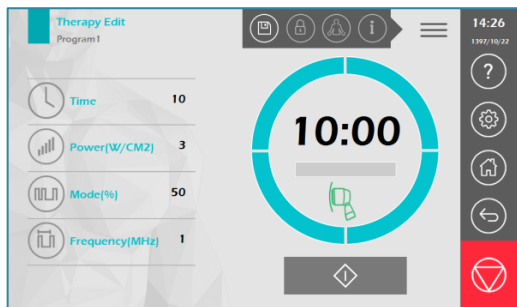 Therapy Edit
Program1
14:26
1397/10/22
Time 10
Power(W/CM2) 3
Mode(%) 50
Frequency(MHz) 1
10:00
i
?